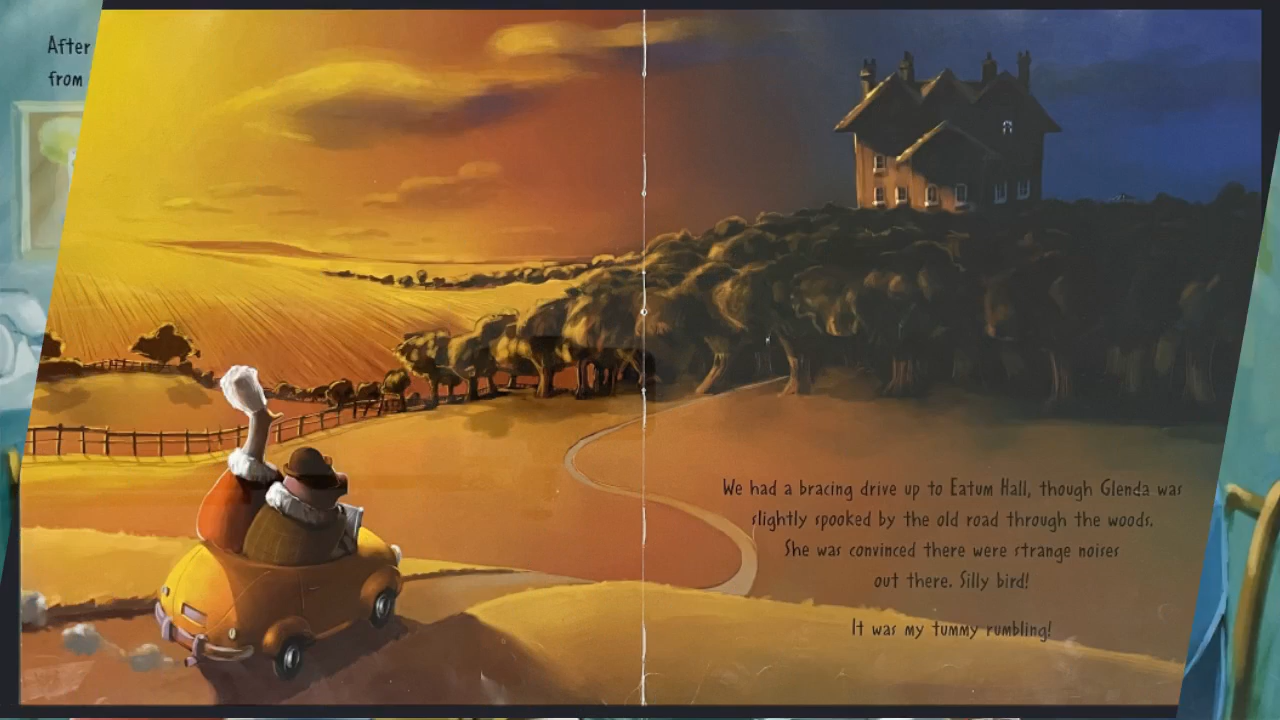 After
from
We had a bracing drive up to Eatum Hall, though Glenda was
slightly spooked by the old road through the woods.
She was convinced there were strange noises
out there. Silly bird!
It was my tummy rumbling!